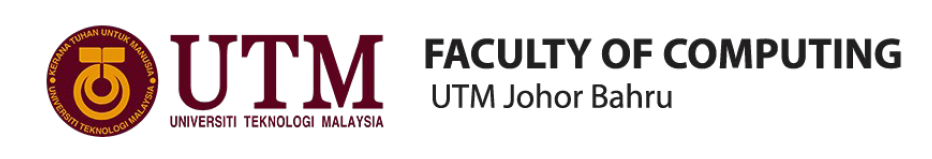 KERANA TUHAN UNTUK MANUSIA
UNIVERSITI TEKNOLOGI MALAYSIA
UTM
UNIVERSITI TEKNOLOGI MALAYSIA
FACULTY OF COMPUTING
UTM Johor Bahru